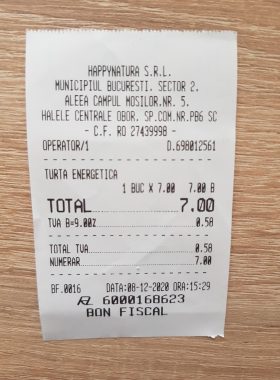 HAPPYNATURA S.R.L.
MUNICIPIUL BUCURESTI. SECTOR 2.
ALEEA CAMPUL MOSILOR.NR. 5.
HALELE CENTRALE OBOR. SP.COM.NR.PB6 SC
- C.F. RO 27439998 -
OPERATOR/1 D.698012561
TURTA ENERGETICA
1 BUC X 7.00 7.00 B
TOTAL 7.00
TVA B=9.00% 0.58
TOTAL TVA 0.58
NUMERAR 7.00
BF.0016 DATA:08-12-2020 ORA:15:29
6000168623
BON FISCAL